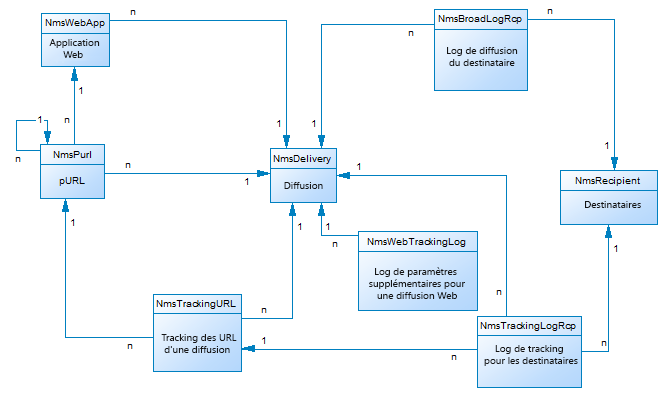 n
n
NmsWebApp
NmsBroadLogRcp
n
Application
Web
Log de diffusion
du destinataire
1
1
1
n
1
1
NmsPurl
NmsDelivery
n
n
1
pURL
1
Diffusion
NmsRecipient
Destinataires
1
1
1
n
NmsWebTrackingLog
1
Log de paramètres
supplémentaires pour
une diffusion Web
n
NmsTrackingURL
n
NmsTrackingLogRcp
Tracking des URL
d'une diffusion
n
1
n
Log de tracking
pour les destinataires
n